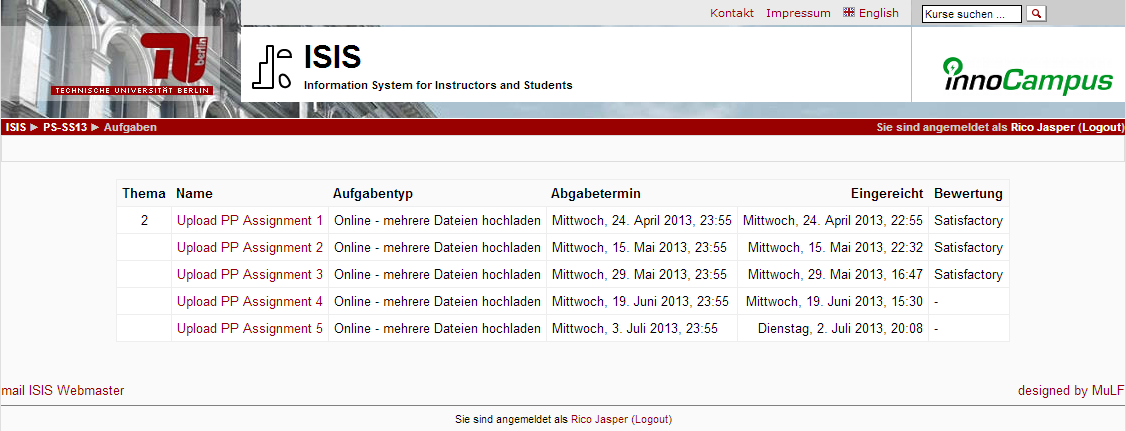 Kontakt Impressum English Kurse suchen ...
berlin
TECHNISCHE UNIVERSITÄT BERLIN
ISIS
Information System for Instructors and Students
innoCampus
ISIS ► PS-SS13 ► Aufgaben Sie sind angemeldet als Rico Jasper (Logout)
Thema Name Aufgabentyp Abgabetermin Eingereicht Bewertung
2 Upload PP Assignment 1 Online - mehrere Dateien hochladen Mittwoch, 24. April 2013, 23:55 Mittwoch, 24. April 2013, 22:55 Satisfactory
Upload PP Assignment 2 Online - mehrere Dateien hochladen Mittwoch, 15. Mai 2013, 23:55 Mittwoch, 15. Mai 2013, 22:32 Satisfactory
Upload PP Assignment 3 Online - mehrere Dateien hochladen Mittwoch, 29. Mai 2013, 23:55 Mittwoch, 29. Mai 2013, 16:47 Satisfactory
Upload PP Assignment 4 Online - mehrere Dateien hochladen Mittwoch, 19. Juni 2013, 23:55 Mittwoch, 19. Juni 2013, 15:30 -
Upload PP Assignment 5 Online - mehrere Dateien hochladen Mittwoch, 3. Juli 2013, 23:55 Dienstag, 2. Juli 2013, 20:08 -
mail ISIS Webmaster designed by MuLF
Sie sind angemeldet als Rico Jasper (Logout)